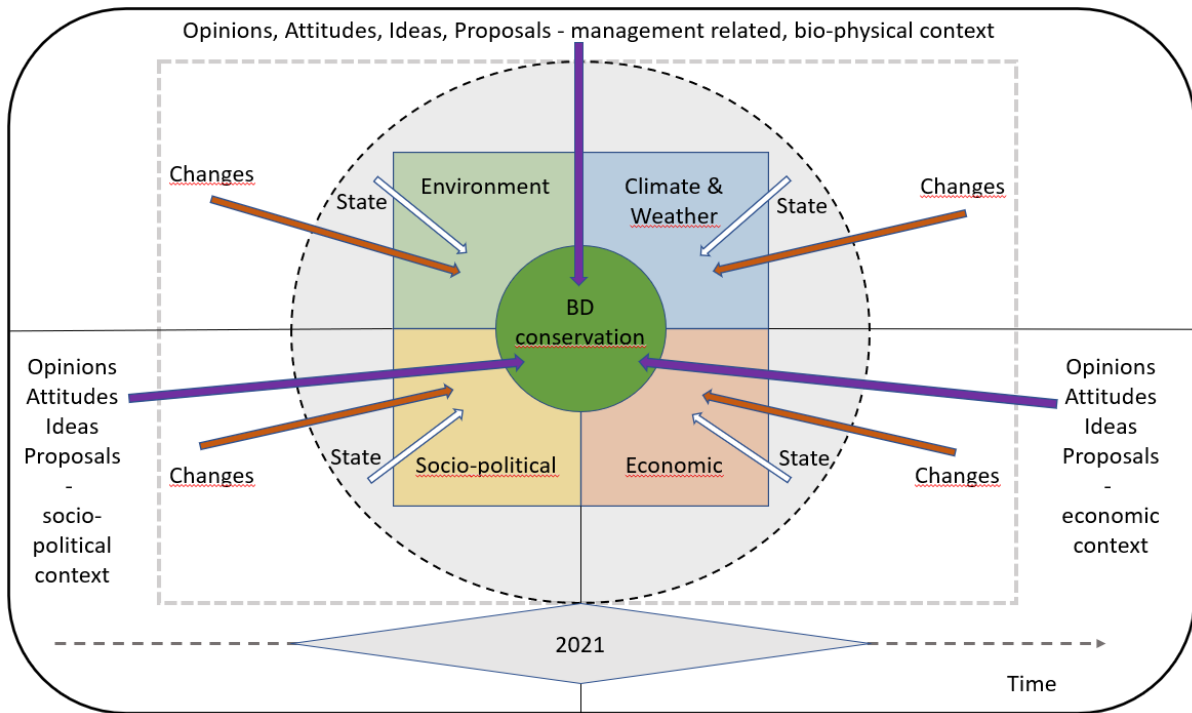 Opinions, Attitudes, Ideas, Proposals - management related, bio-physical context
Changes
State
Environment
Climate &
Weather
State
Changes
BD
conservation
Opinions
Attitudes
Ideas
Proposals
-
socio-
political
context
Changes
State
Socio-political
Economic
State
Changes
Opinions
Attitudes
Ideas
Proposals
-
economic
context
2021
Time